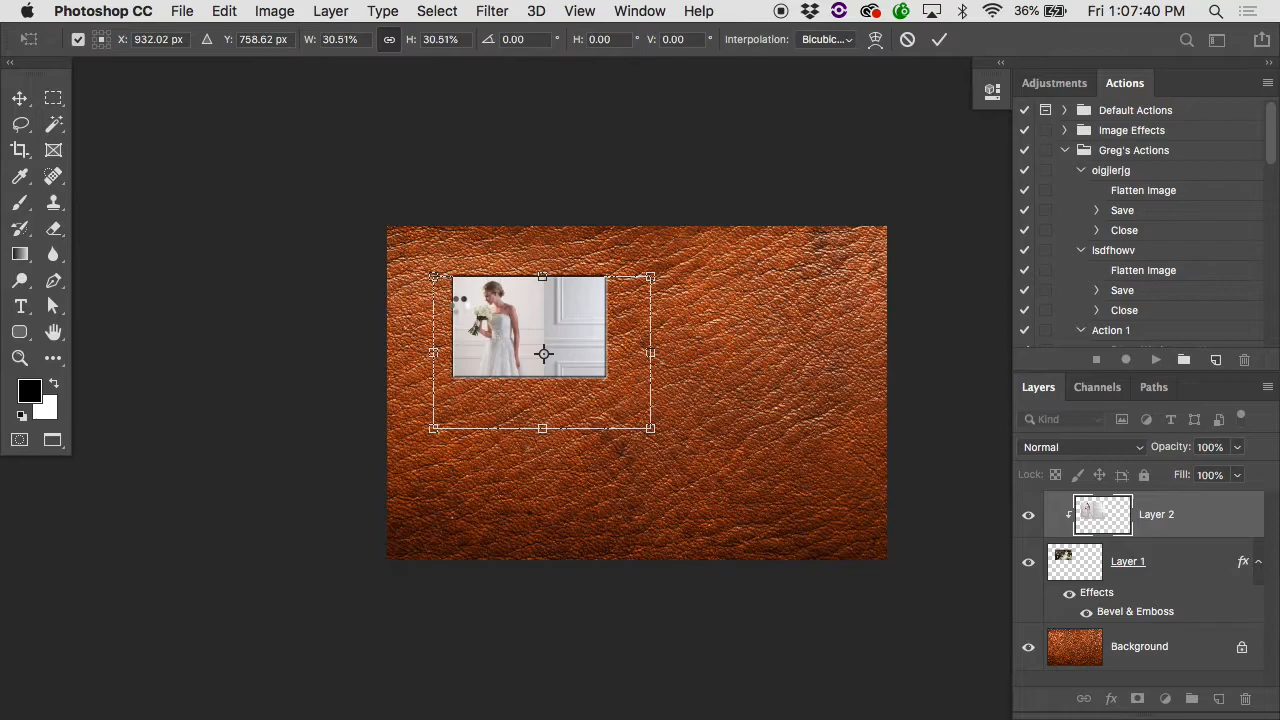 Photoshop CC File Edit Image Layer Type Select Filter 3D View Window Help 36% Fri 1:07:40 PM
X: 932.02 px Y: 758.62 px W: 30.51% H: 30.51% 0.00 ° H: 0.00 ° V: 0.00 ° Interpolation: Bicubic...
Adjustments Actions
Default Actions
Image Effects
Greg's Actions
olgjlerjg
Flatten Image
Save
Close
lsdfhowv
Flatten Image
Save
Close
Action 1
Layers Channels Paths
Kind
Normal Opacity: 100%
Lock: Fill: 100%
Layer 2
Layer 1 fx
Effects
Bevel & Emboss
Background
fx